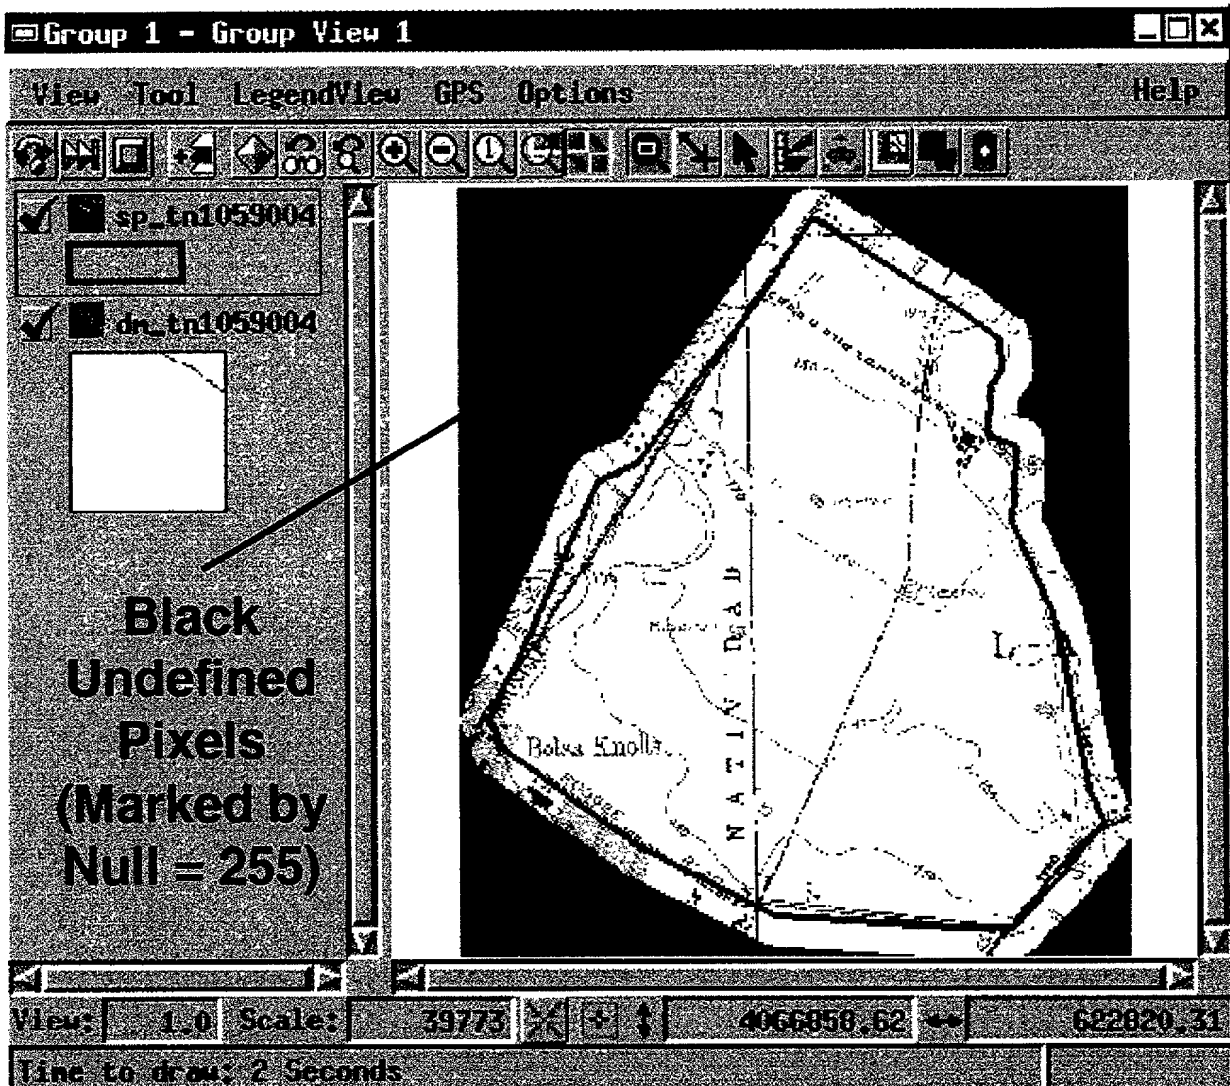 Group 1 - Group View 1
View Tool LegendView GPS Options Help
sp_tn1059004
dm_tn1059004
Black
Undefined
Pixels
(Marked by
Null = 255)
Bolsa Knolls
N A T I V I D A D
View: 1.0 Scale: 39773 4066858.62 622820.31
Time to draw: 2 Seconds